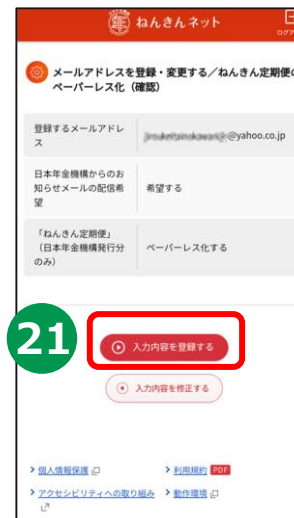 ねんきんネット
メールアドレスを登録・変更する／ねんきん定期便の
ペーパーレス化（確認）
登録するメールアドレ
ス
@yahoo.co.jp
日本年金機構からのお
知らせメールの配信希
望
希望する
「ねんきん定期便」
（日本年金機構発行分
のみ）
ペーパーレス化する
21
入力内容を登録する
入力内容を修正する
個人情報保護
利用規約 PDF
アクセシビリティへの取り組み
動作環境